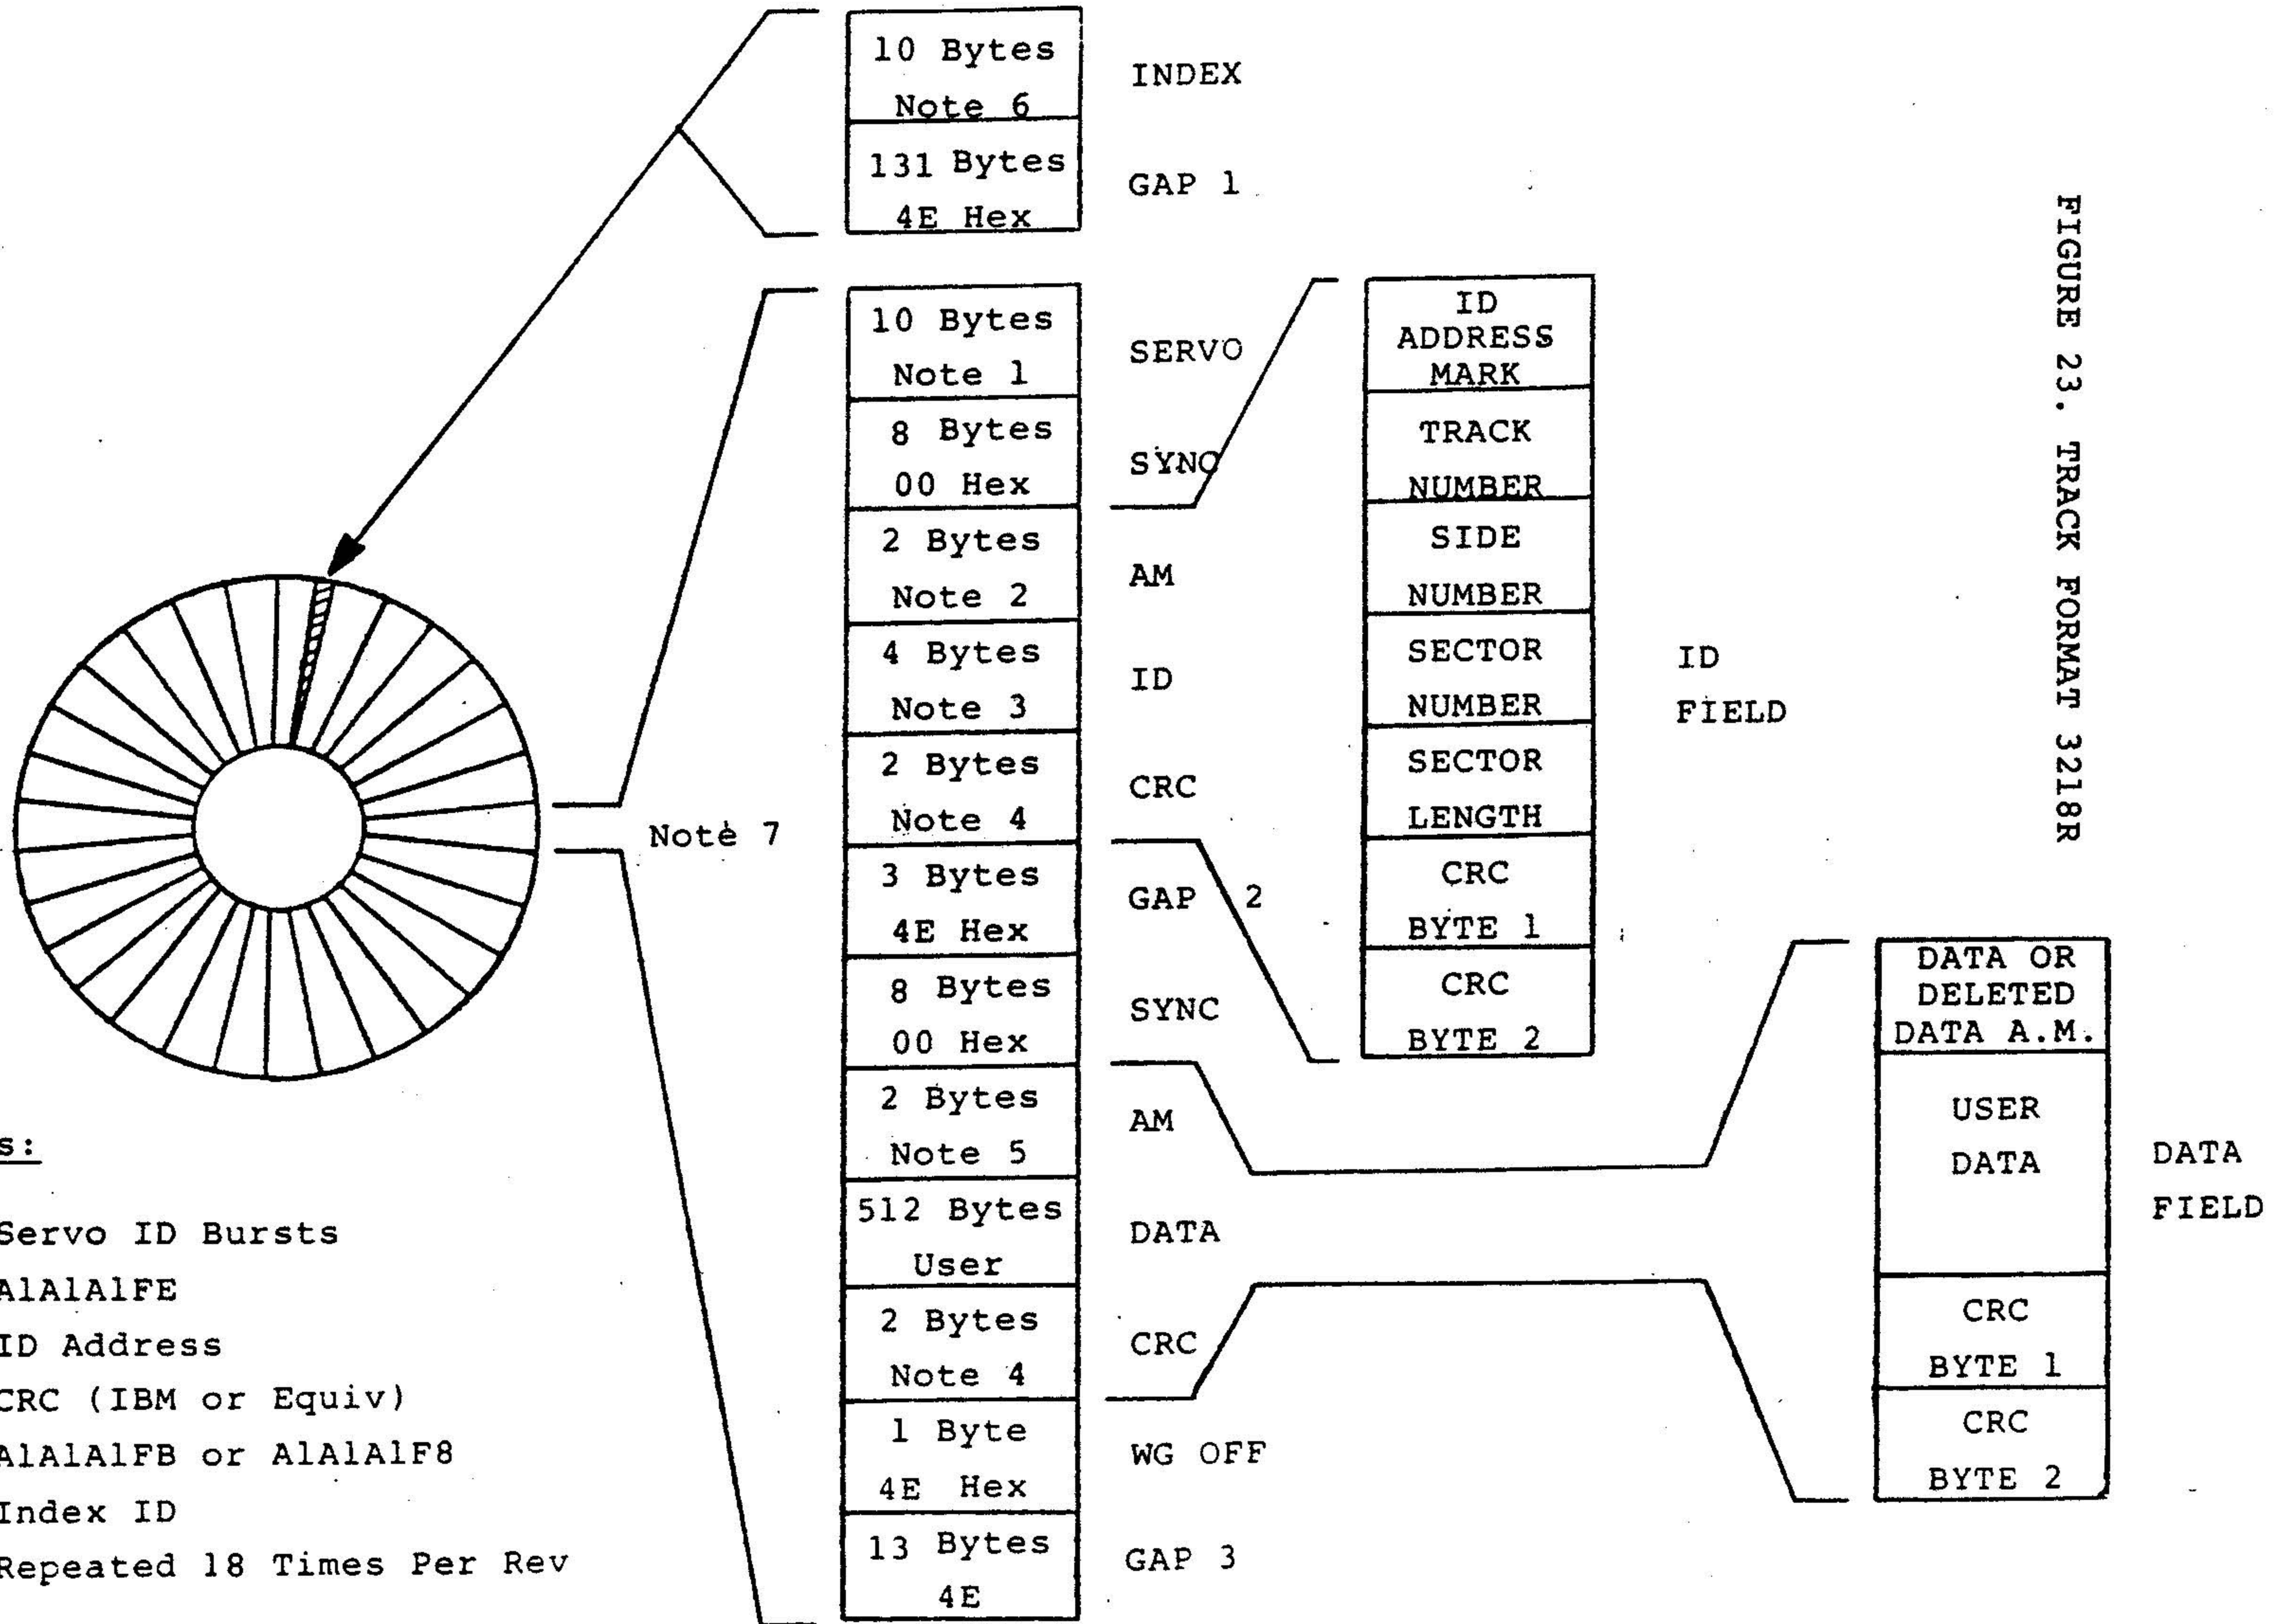 10 Bytes
Note 6
INDEX
131 Bytes
4E Hex
GAP 1
10 Bytes
Note 1
SERVO
8 Bytes
00 Hex
SYNC
2 Bytes
Note 2
AM
4 Bytes
Note 3
ID
2 Bytes
Note 4
CRC
3 Bytes
4E Hex
GAP 2
8 Bytes
00 Hex
SYNC
2 Bytes
Note 5
AM
512 Bytes
User
DATA
2 Bytes
Note 4
CRC
1 Byte
4E Hex
WG OFF
13 Bytes
4E
GAP 3
Note 7
ID
ADDRESS
MARK
TRACK
NUMBER
SIDE
NUMBER
SECTOR
NUMBER
SECTOR
LENGTH
CRC
BYTE 1
CRC
BYTE 2
ID
FIELD
DATA OR
DELETED
DATA A.M.
USER
DATA
CRC
BYTE 1
CRC
BYTE 2
DATA
FIELD
s:
Servo ID Bursts
A1A1A1FE
ID Address
CRC (IBM or Equiv)
A1A1A1FB or A1A1A1F8
Index ID
Repeated 18 Times Per Rev
FIGURE 23. TRACK FORMAT 3218R